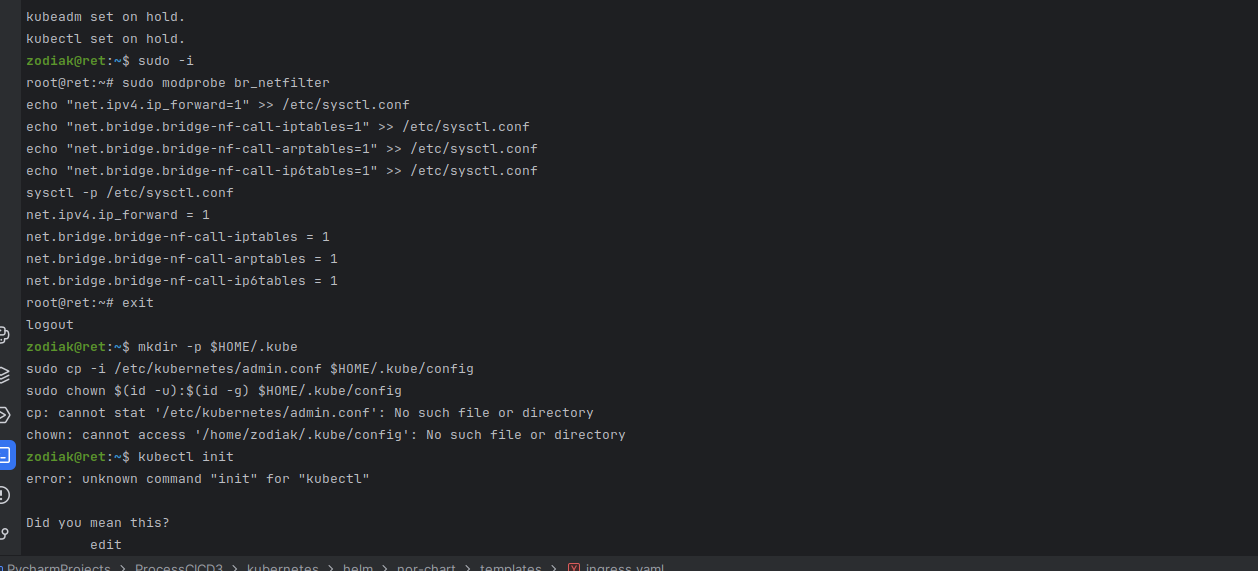 kubeadm set on hold.
kubectl set on hold.
zodiak@ret:~$ sudo -i
root@ret:~# sudo modprobe br_netfilter
echo "net.ipv4.ip_forward=1" >> /etc/sysctl.conf
echo "net.bridge.bridge-nf-call-iptables=1" >> /etc/sysctl.conf
echo "net.bridge.bridge-nf-call-arptables=1" >> /etc/sysctl.conf
echo "net.bridge.bridge-nf-call-ip6tables=1" >> /etc/sysctl.conf
sysctl -p /etc/sysctl.conf
net.ipv4.ip_forward = 1
net.bridge.bridge-nf-call-iptables = 1
net.bridge.bridge-nf-call-arptables = 1
net.bridge.bridge-nf-call-ip6tables = 1
root@ret:~# exit
logout
zodiak@ret:~$ mkdir -p $HOME/.kube
sudo cp -i /etc/kubernetes/admin.conf $HOME/.kube/config
sudo chown $(id -u):$(id -g) $HOME/.kube/config
cp: cannot stat '/etc/kubernetes/admin.conf': No such file or directory
chown: cannot access '/home/zodiak/.kube/config': No such file or directory
zodiak@ret:~$ kubectl init
error: unknown command "init" for "kubectl"
Did you mean this?
edit
PycharmProjects > ProcessCICD3 > kubernetes > helm > nor-chart > templates > ingress.yaml